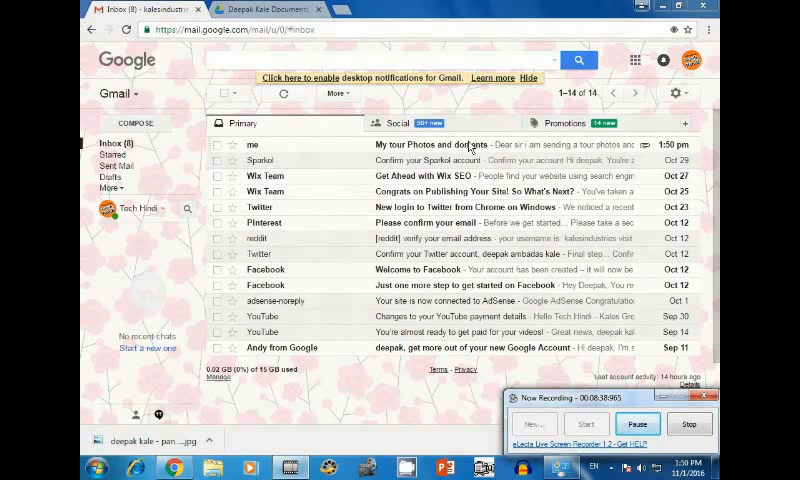 Inbox (8) - kalesindustries
Deepak Kale Documents
https://mail.google.com/mail/u/0/#inbox
Google
Click here to enable desktop notifications for Gmail. Learn more Hide
Gmail
More
1–14 of 14
COMPOSE
Primary
Social 50+ new
Promotions 14 new
+
Inbox (8)
Starred
Sent Mail
Drafts
More
Tech Hindi
No recent chats
Start a new one
me My tour Photos and - Dear sir i am sending a tour photos and 1:50 pm
Sparkol Confirm your Sparkol account - Confirm your account Hi deepak, You're a Oct 29
Wix Team Get Ahead with Wix SEO - People find your website using search engin Oct 27
Wix Team Congrats on Publishing Your Site! So What's Next? - You've taken a Oct 25
Twitter New login to Twitter from Chrome on Windows - We noticed a recent Oct 23
Pinterest Please confirm your email - Before we get started... Please take a sec Oct 12
reddit [reddit] verify your email address - your username is: kalesindustries visit Oct 12
Twitter Confirm your Twitter account, deepak ambadas kale - Final step... Confirm Oct 12
Facebook Welcome to Facebook - Your account has been created – it will now be Oct 12
Facebook Just one more step to get started on Facebook - Hey Deepak, You rec Oct 12
adsense-noreply Your site is now connected to AdSense - Google AdSense Congratulatio Oct 1
YouTube Changes to your YouTube payment details - Hello Tech Hindi - Kales Gro Sep 30
YouTube You're almost ready to get paid for your videos! - Great news, deepak kal Sep 14
Andy from Google deepak, get more out of your new Google Account - Hi deepak, I'm s Sep 11
0.02 GB (0%) of 15 GB used
Manage
Terms - Privacy
Last account activity: 14 hours ago
Details
Now Recording - 00:08:38:965
New...
Start
Pause
Stop
eLecta Live Screen Recorder 1.2 - Get HELP
deepak kale - pan ....jpg
EN
1:50 PM
11/1/2016